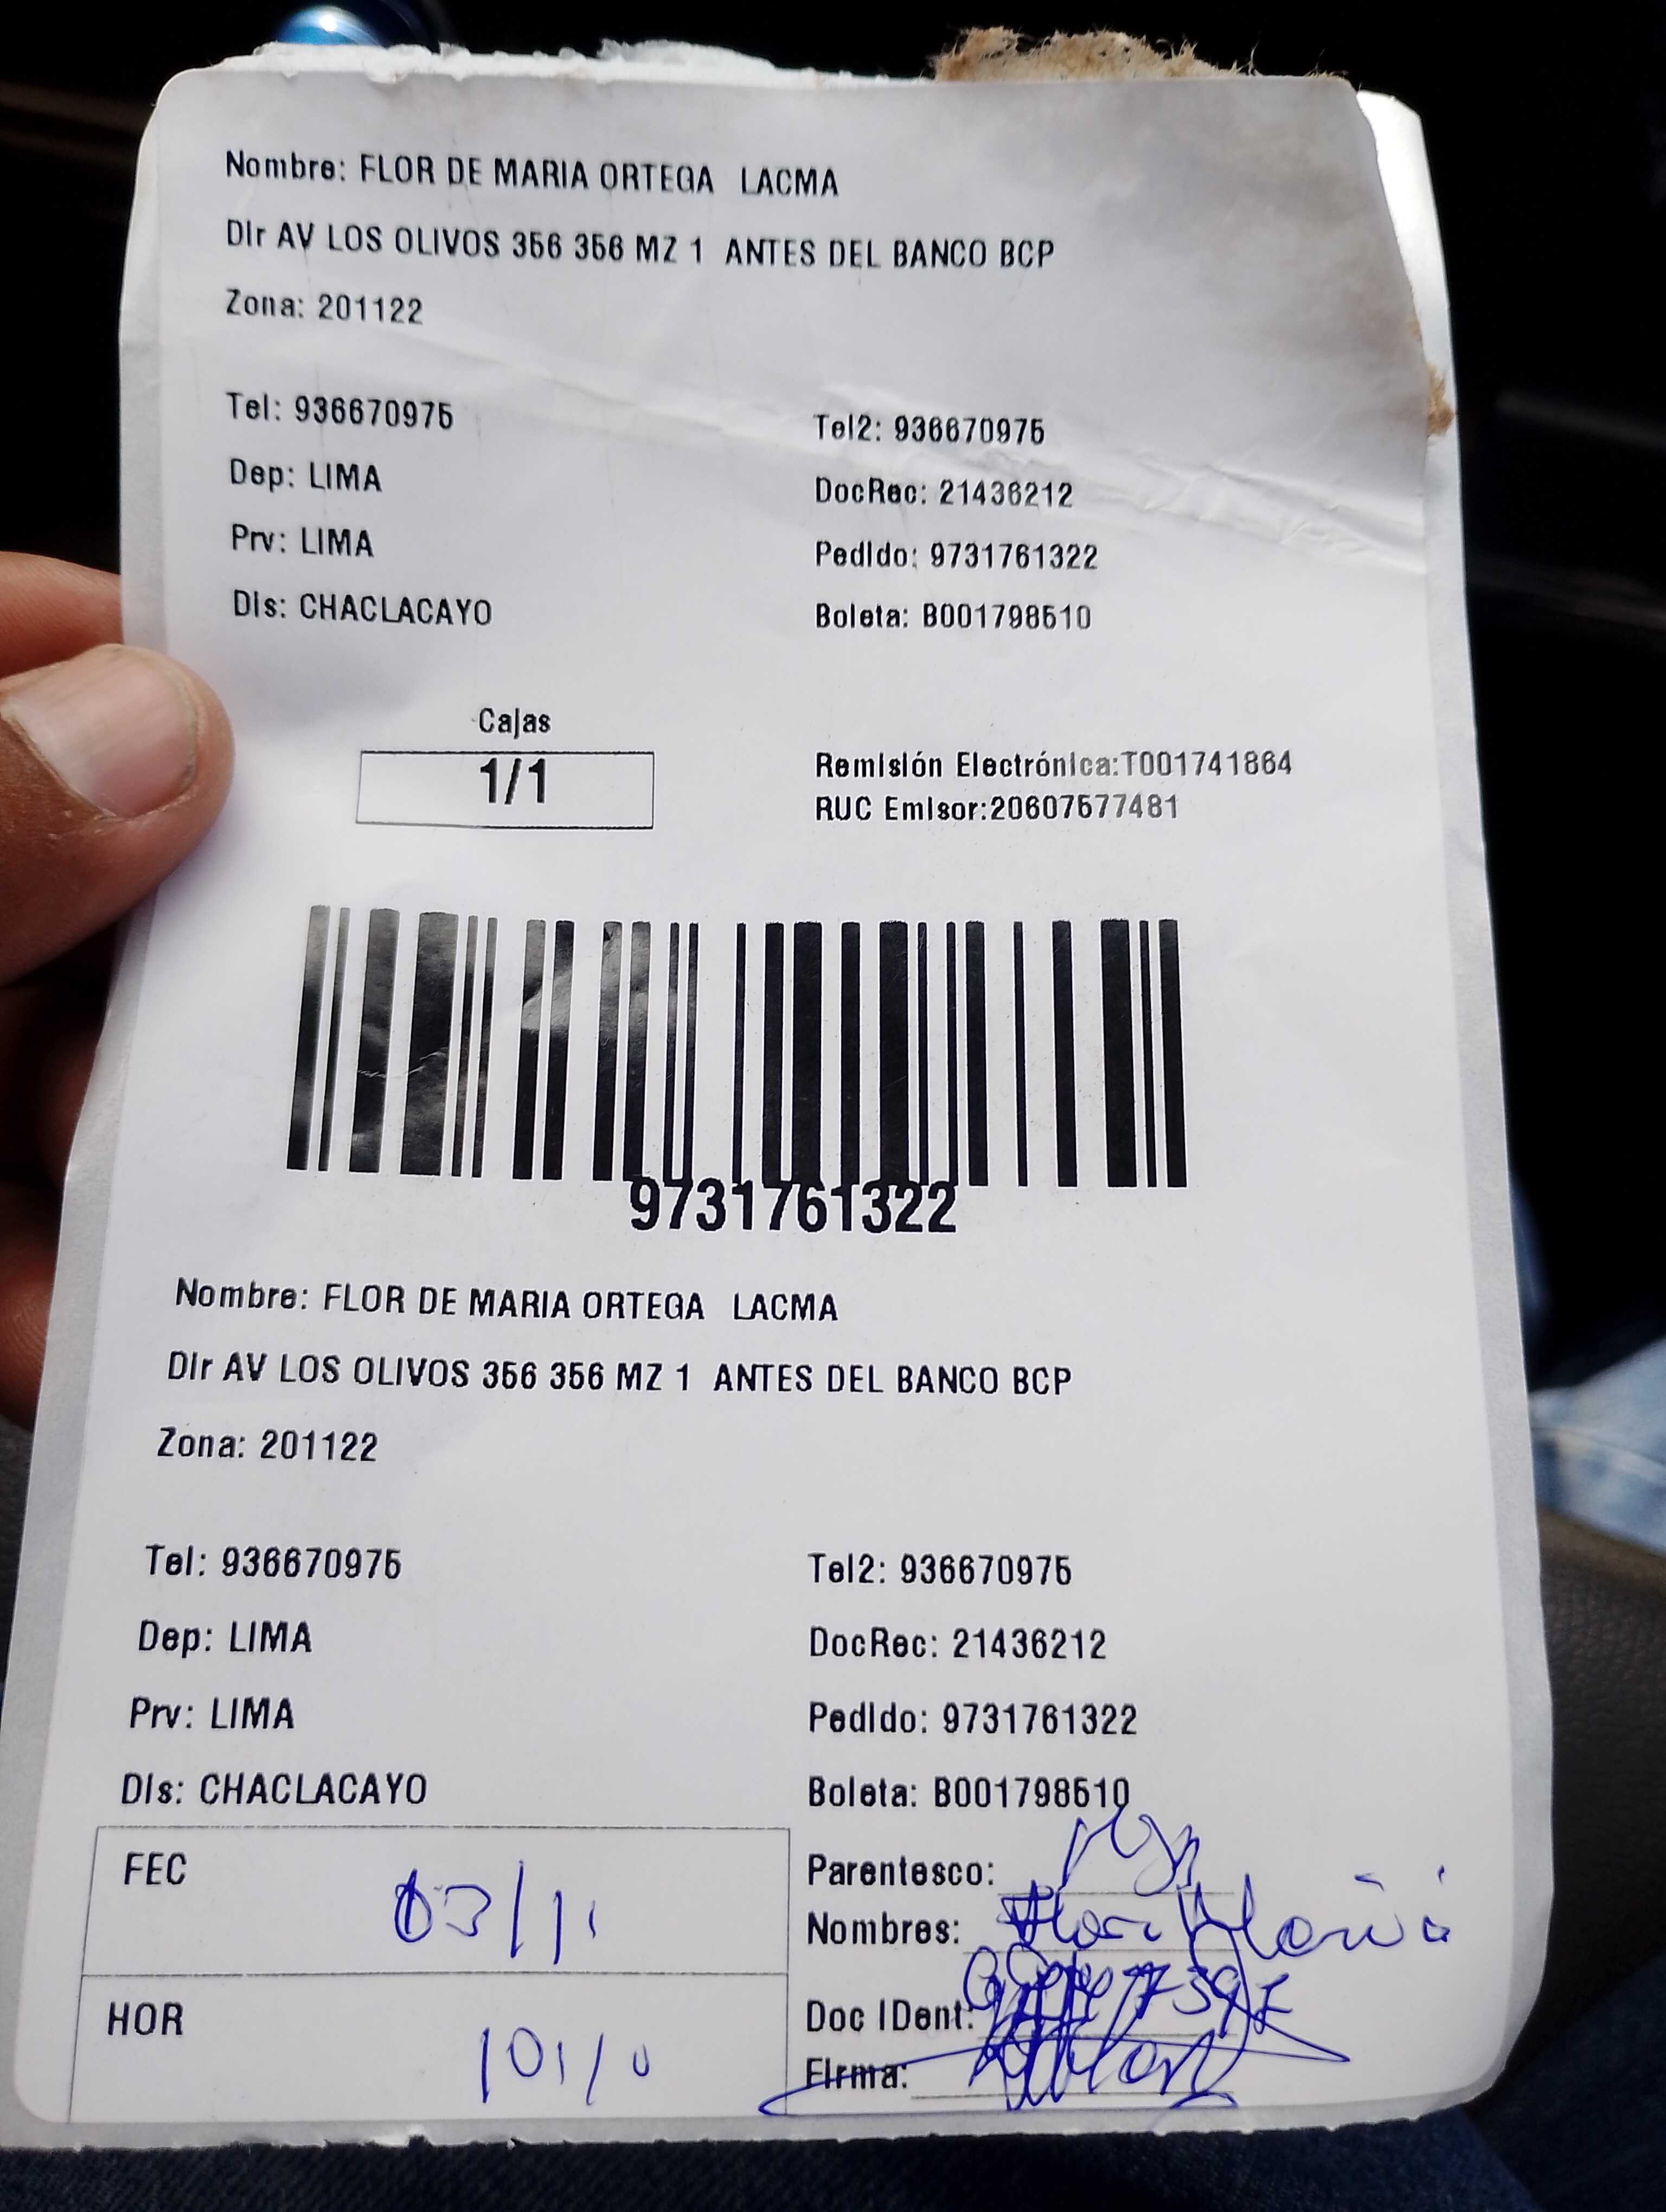 Nombre: FLOR DE MARIA ORTEGA LACMA
Dir AV LOS OLIVOS 356 356 MZ 1 ANTES DEL BANCO BCP
Zona: 201122
Tel: 936670975 Tel2: 936670975
Dep: LIMA DocRec: 21436212
Prv: LIMA Pedido: 9731761322
Dis: CHACLACAYO Boleta: B001798510
Cajas
1/1
Remisión Electrónica:T001741864
RUC Emisor:20607577481
9731761322
Nombre: FLOR DE MARIA ORTEGA LACMA
Dir AV LOS OLIVOS 356 356 MZ 1 ANTES DEL BANCO BCP
Zona: 201122
Tel: 936670975 Tel2: 936670975
Dep: LIMA DocRec: 21436212
Prv: LIMA Pedido: 9731761322
Dis: CHACLACAYO Boleta: B001798510
FEC 03/11
HOR
Parentesco:
Nombres: Flor Maria
Doc IDent:
Firma: